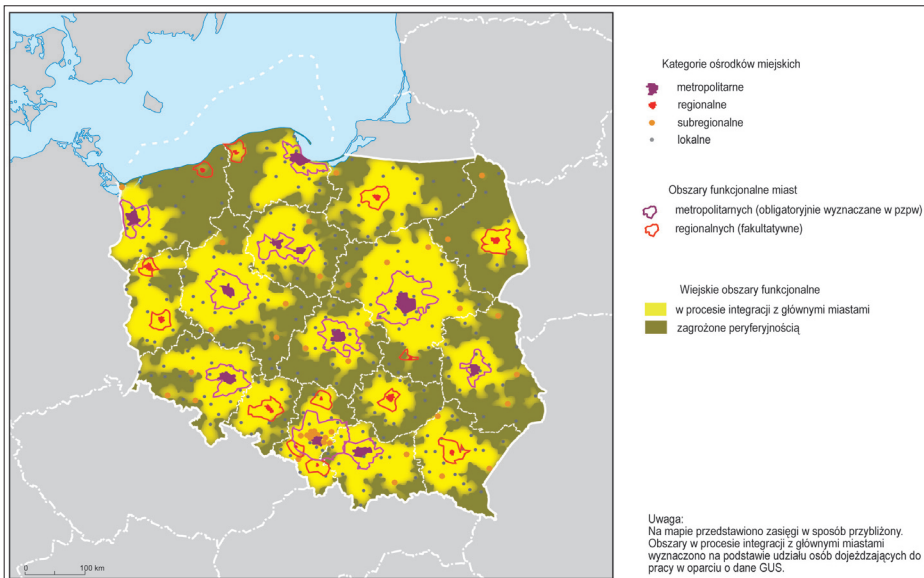 Kategorie ośrodków miejskich
metropolitarne
regionalne
subregionalne
lokalne
Obszary funkcjonalne miast
metropolitarnych (obligatoryjnie wyznaczane w pzpw)
regionalnych (fakultatywne)
Wiejskie obszary funkcjonalne
w procesie integracji z głównymi miastami
zagrożone peryferyjnością
Uwaga:
Na mapie przedstawiono zasięgi w sposób przybliżony.
Obszary w procesie integracji z głównymi miastami
wyznaczono na podstawie udziału osób dojeżdzających do
pracy w oparciu o dane GUS.
0 100 km